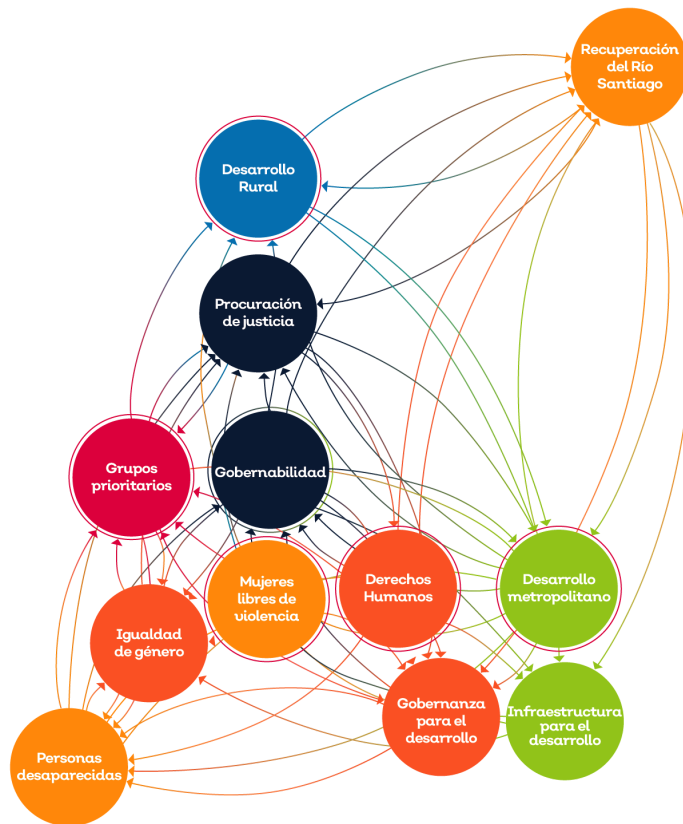 Recuperación
del Río
Santiago
Desarrollo
Rural
Procuración
de justicia
Grupos
prioritarios
Gobernabilidad
Mujeres
libres de
violencia
Derechos
Humanos
Desarrollo
metropolitano
Igualdad
de género
Gobernanza
para el
desarrollo
Infraestructura
para el
desarrollo
Personas
desaparecidas